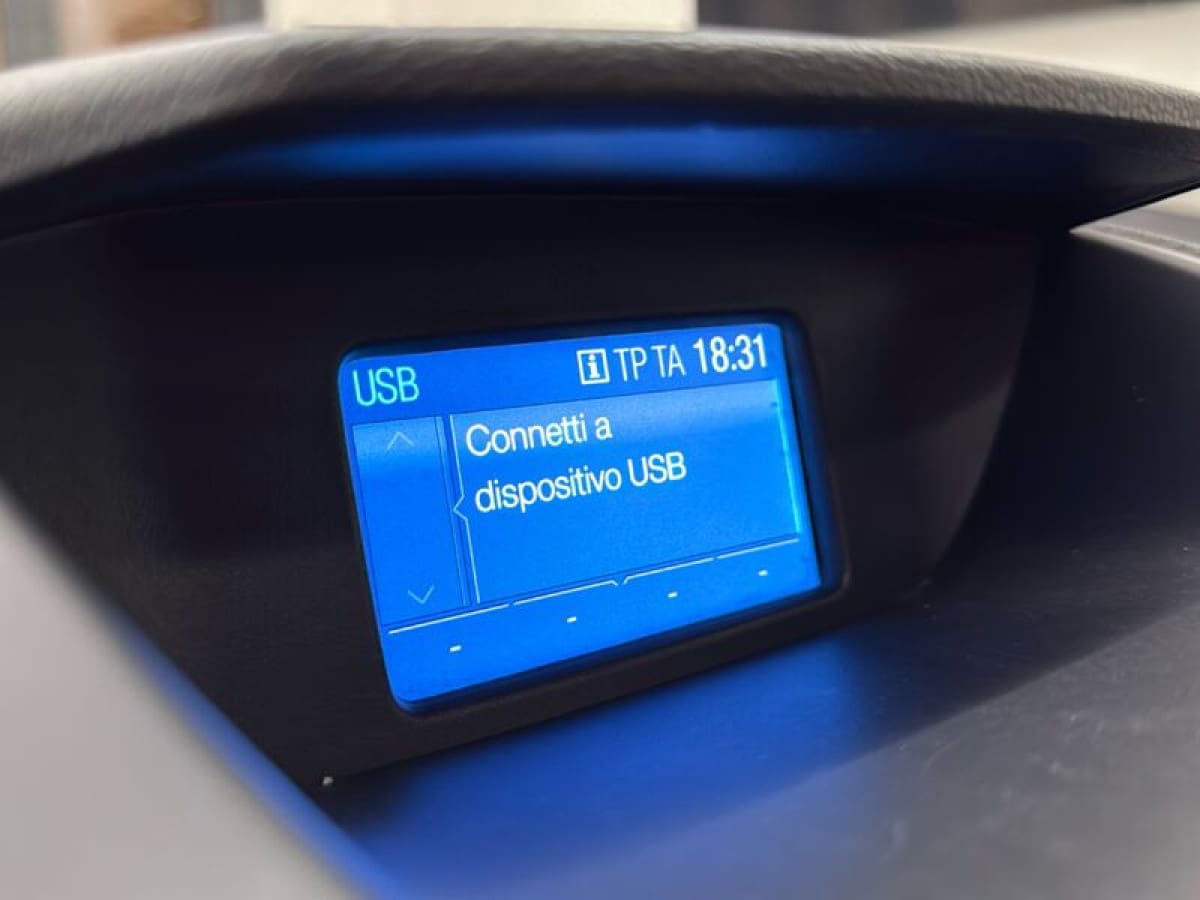 USB i TP TA 18:31
Connetti a
dispositivo USB
- - - -